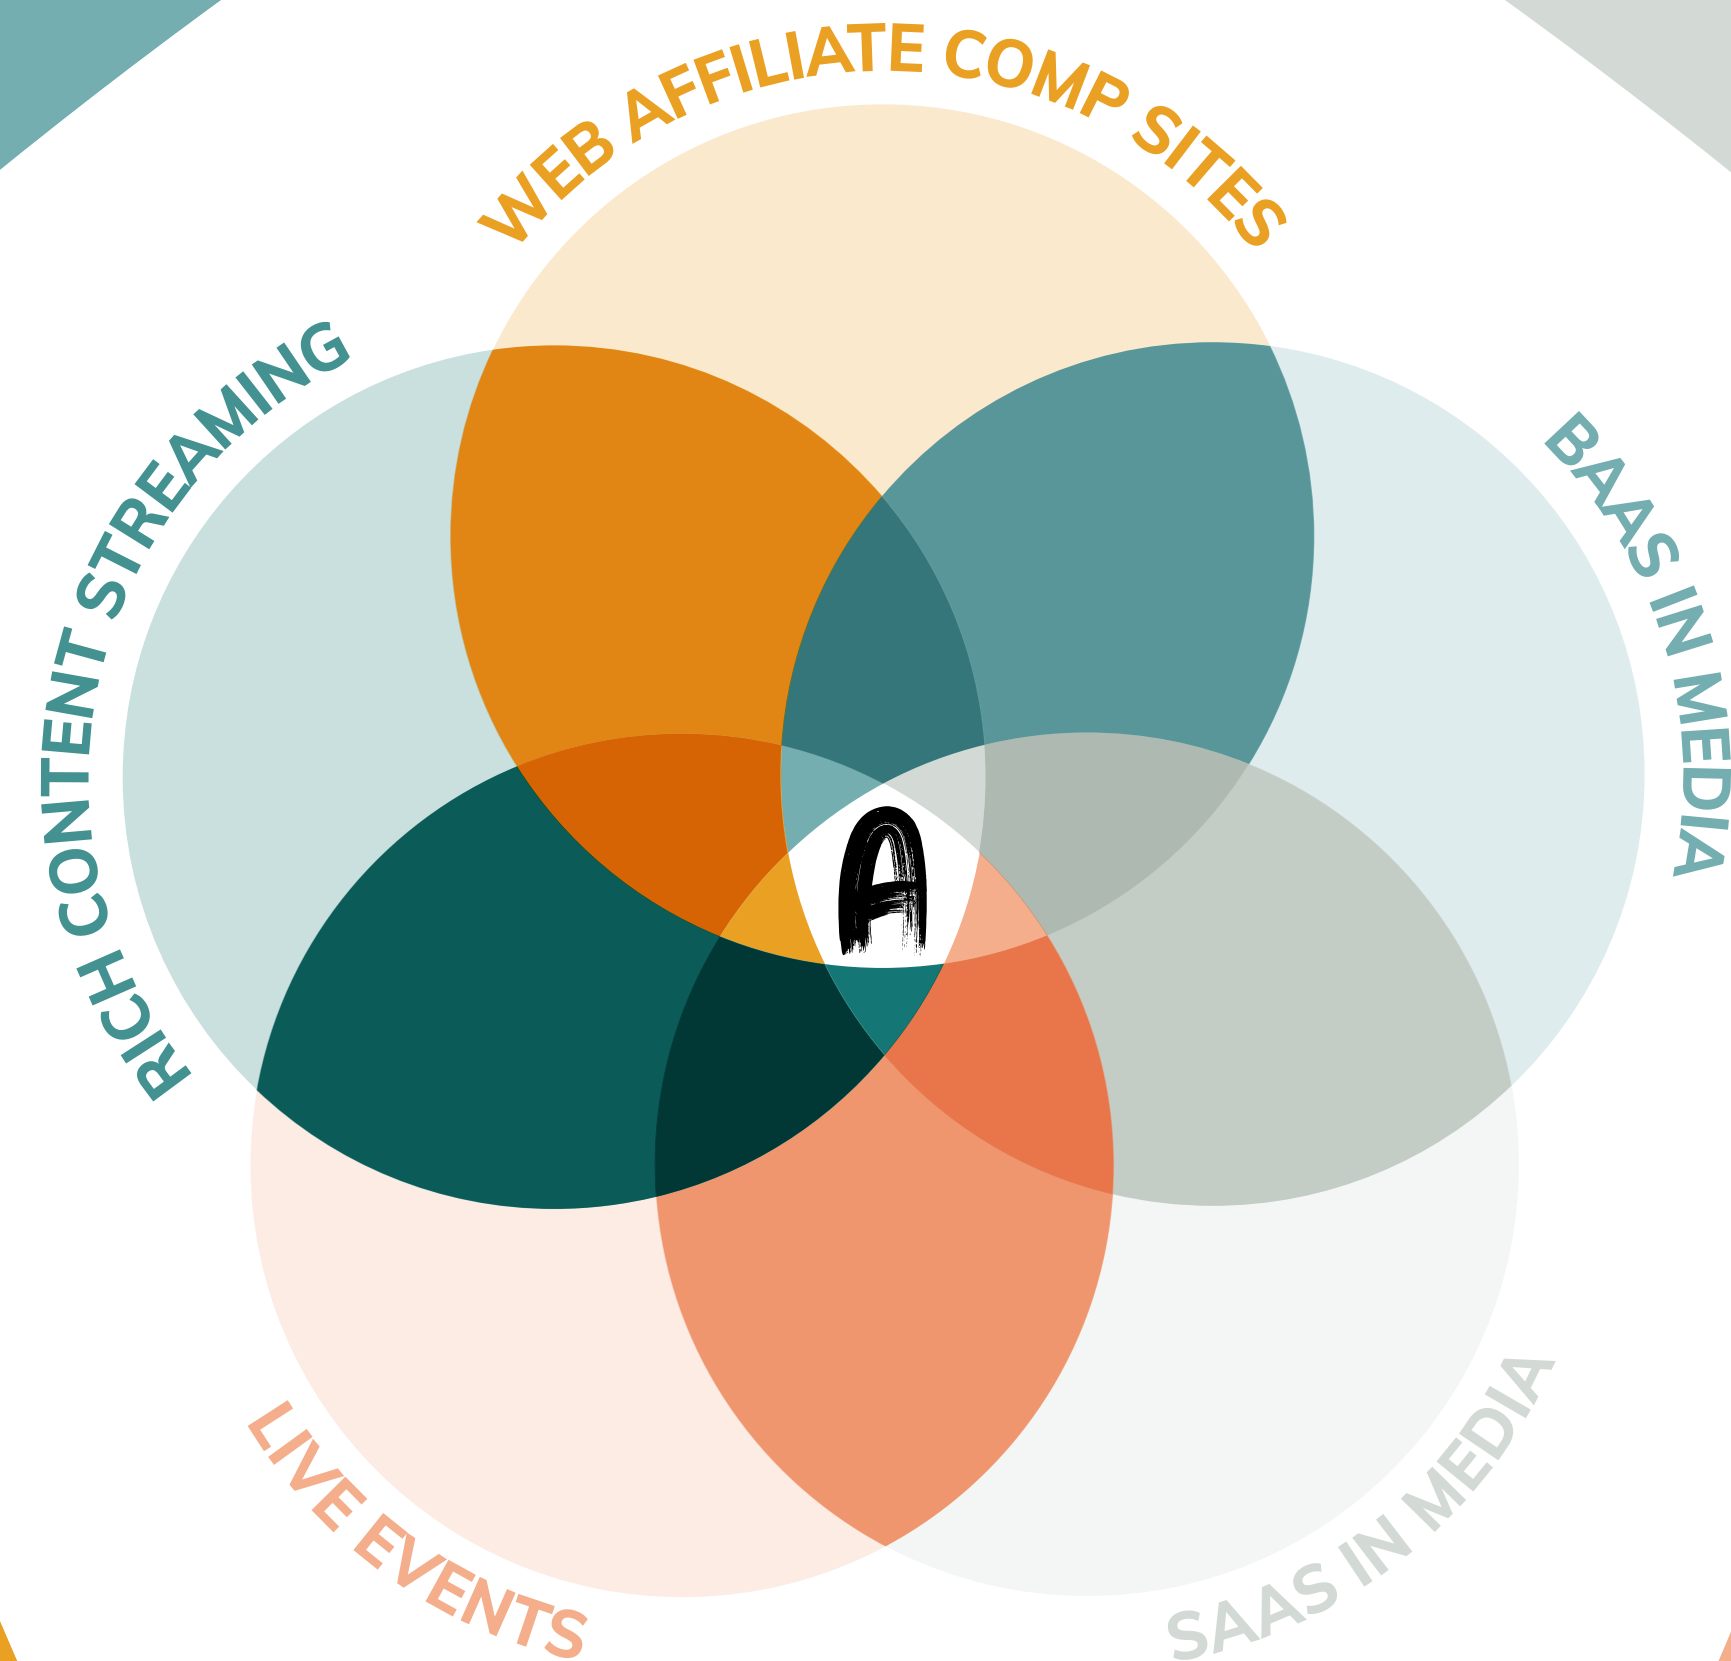 WEB AFFILIATE COMP SITES
RICH CONTENT STREAMING
BAAS IN MEDIA
A
LIVE EVENTS
SAAS IN MEDIA